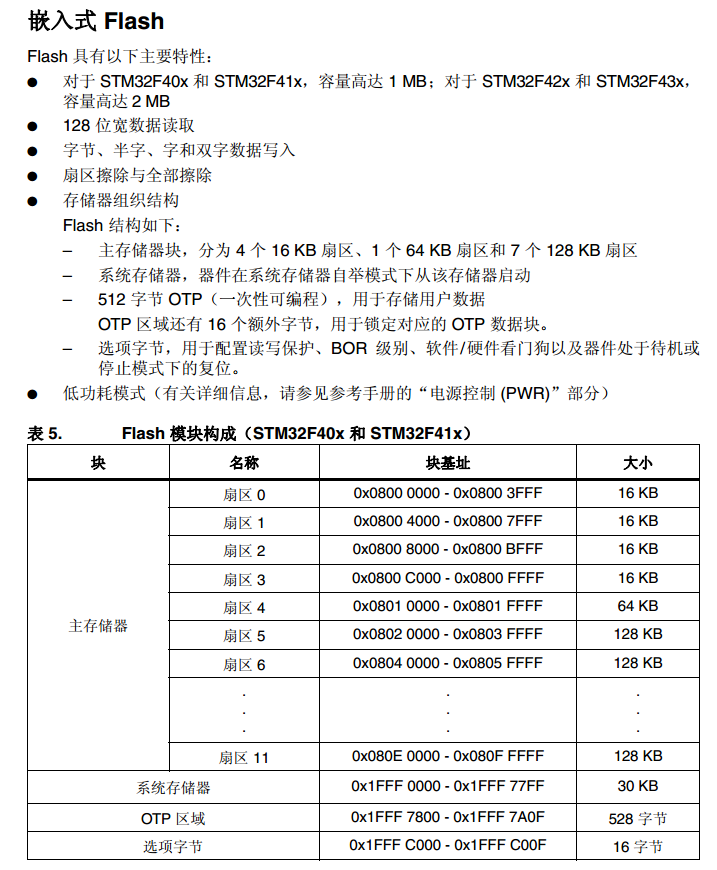 嵌入式 Flash
Flash 具有以下主要特性：
● 对于 STM32F40x 和 STM32F41x，容量高达 1 MB；对于 STM32F42x 和 STM32F43x，
容量高达 2 MB
● 128 位宽数据读取
● 字节、半字、字和双字数据写入
● 扇区擦除与全部擦除
● 存储器组织结构
Flash 结构如下：
– 主存储器块，分为 4 个 16 KB 扇区、1 个 64 KB 扇区和 7 个 128 KB 扇区
– 系统存储器，器件在系统存储器自举模式下从该存储器启动
– 512 字节 OTP（一次性可编程），用于存储用户数据
OTP 区域还有 16 个额外字节，用于锁定对应的 OTP 数据块。
– 选项字节，用于配置读写保护、BOR 级别、软件/硬件看门狗以及器件处于待机或
停止模式下的复位。
● 低功耗模式（有关详细信息，请参见参考手册的“电源控制 (PWR)”部分）
表 5. Flash 模块构成（STM32F40x 和 STM32F41x）
块 名称 块基址 大小
扇区 0 0x0800 0000 - 0x0800 3FFF 16 KB
扇区 1 0x0800 4000 - 0x0800 7FFF 16 KB
扇区 2 0x0800 8000 - 0x0800 BFFF 16 KB
扇区 3 0x0800 C000 - 0x0800 FFFF 16 KB
扇区 4 0x0801 0000 - 0x0801 FFFF 64 KB
主存储器 扇区 5 0x0802 0000 - 0x0803 FFFF 128 KB
扇区 6 0x0804 0000 - 0x0805 FFFF 128 KB
. . .
. . .
. . .
扇区 11 0x080E 0000 - 0x080F FFFF 128 KB
系统存储器 0x1FFF 0000 - 0x1FFF 77FF 30 KB
OTP 区域 0x1FFF 7800 - 0x1FFF 7A0F 528 字节
选项字节 0x1FFF C000 - 0x1FFF C00F 16 字节